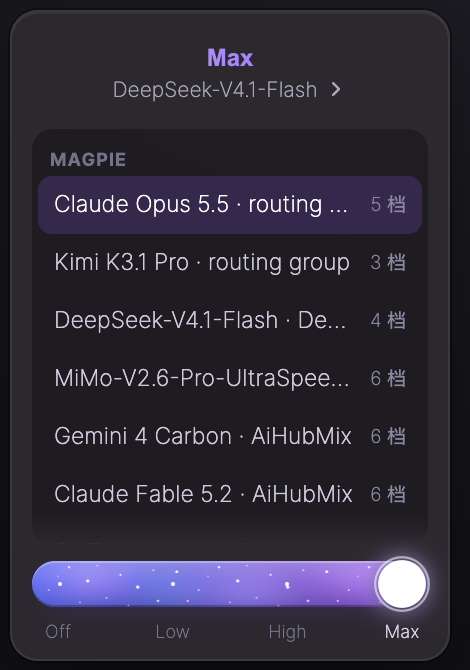 Max
DeepSeek-V4.1-Flash
MAGPIE
Claude Opus 5.5 · routing ... 5 档
Kimi K3.1 Pro · routing group 3 档
DeepSeek-V4.1-Flash · De... 4 档
MiMo-V2.6-Pro-UltraSpee... 6 档
Gemini 4 Carbon · AiHubMix 6 档
Claude Fable 5.2 · AiHubMix 6 档
Off Low High Max